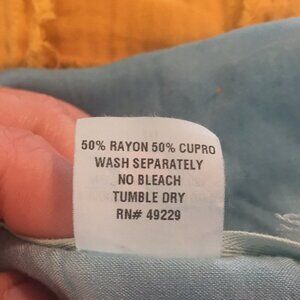 50% RAYON 50% CUPRO
WASH SEPARATELY
NO BLEACH
TUMBLE DRY
RN# 49229